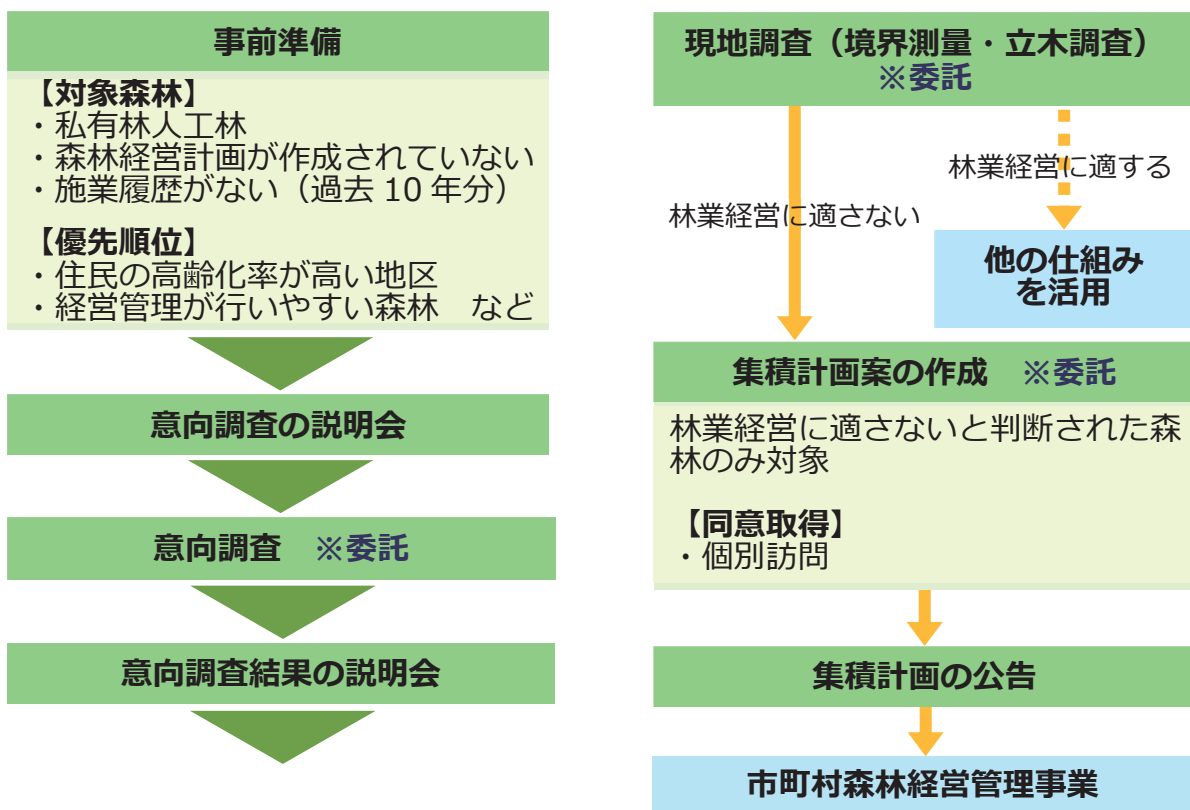 事前準備
【対象森林】
・私有林人工林
・森林経営計画が作成されていない
・施業履歴がない（過去 10 年分）
【優先順位】
・住民の高齢化率が高い地区
・経営管理が行いやすい森林　など
意向調査の説明会
意向調査　※委託
意向調査結果の説明会
現地調査（境界測量・立木調査）
※委託
林業経営に適する
林業経営に適さない
他の仕組み
を活用
集積計画案の作成　※委託
林業経営に適さないと判断された森
林のみ対象
【同意取得】
・個別訪問
集積計画の公告
市町村森林経営管理事業